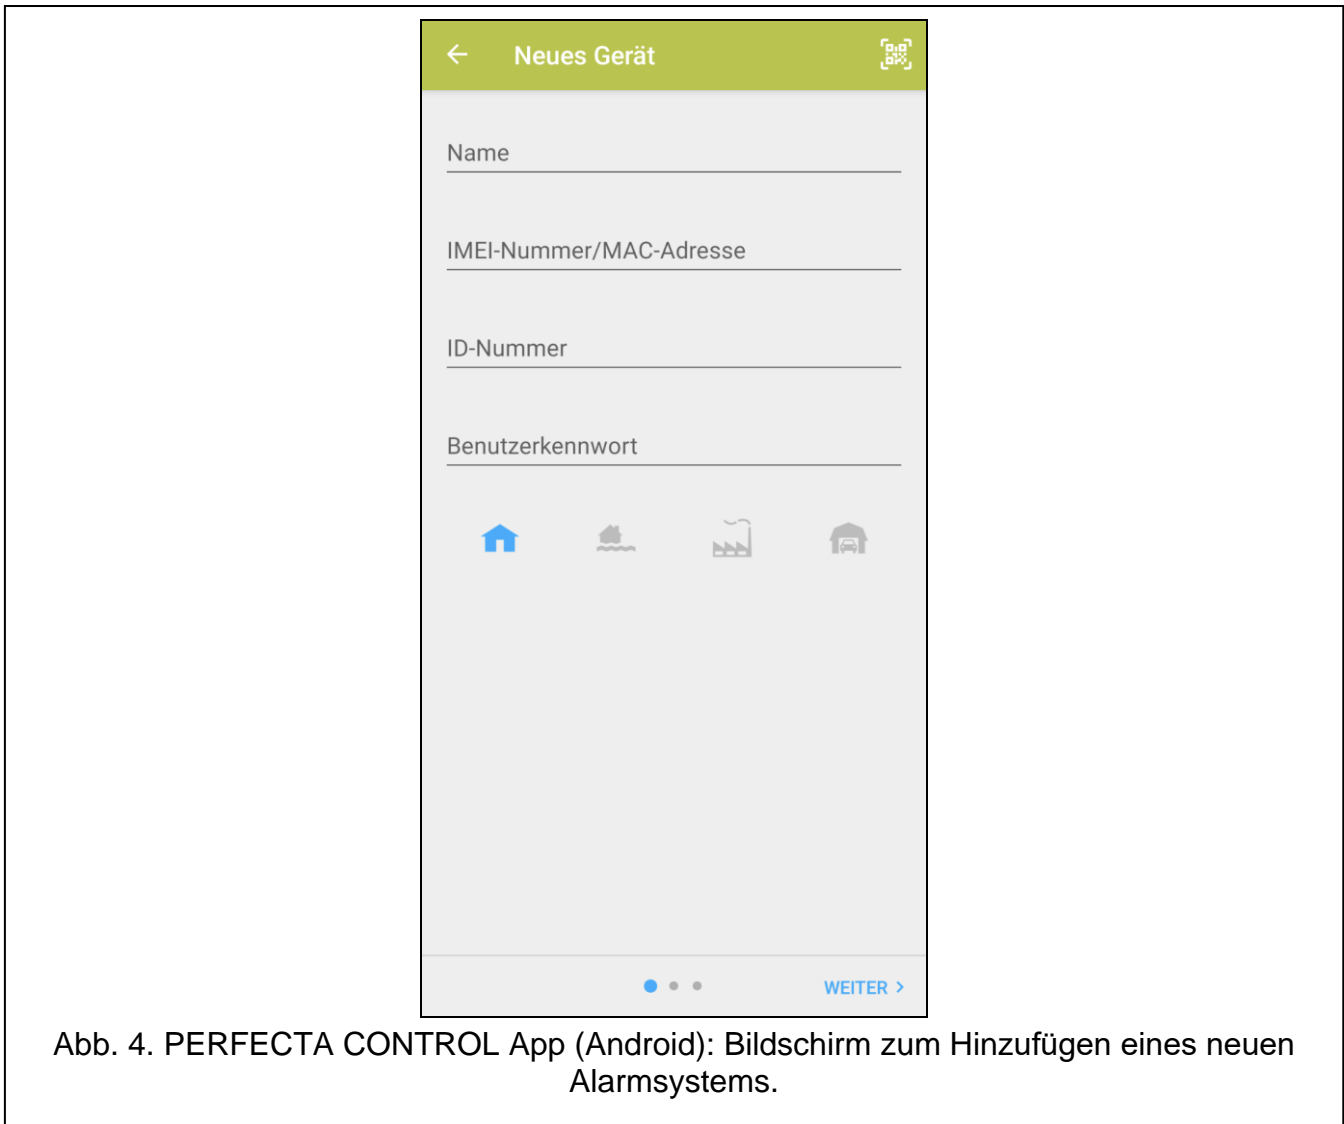 Neues Gerät
Name
IMEI-Nummer/MAC-Adresse
ID-Nummer
Benutzerkennwort
WEITER >
Abb. 4. PERFECTA CONTROL App (Android): Bildschirm zum Hinzufügen eines neuen
Alarmsystems.